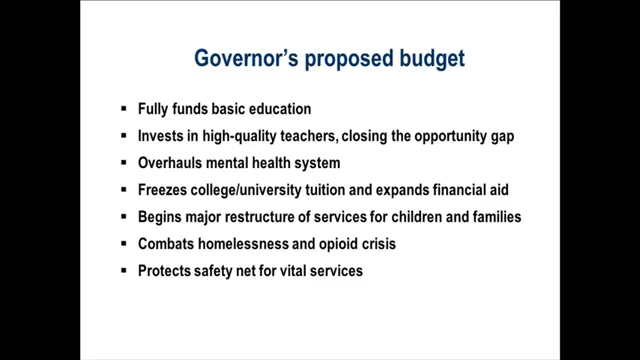 Governor's proposed budget
▪ Fully funds basic education
▪ Invests in high-quality teachers, closing the opportunity gap
▪ Overhauls mental health system
▪ Freezes college/university tuition and expands financial aid
▪ Begins major restructure of services for children and families
▪ Combats homelessness and opioid crisis
▪ Protects safety net for vital services